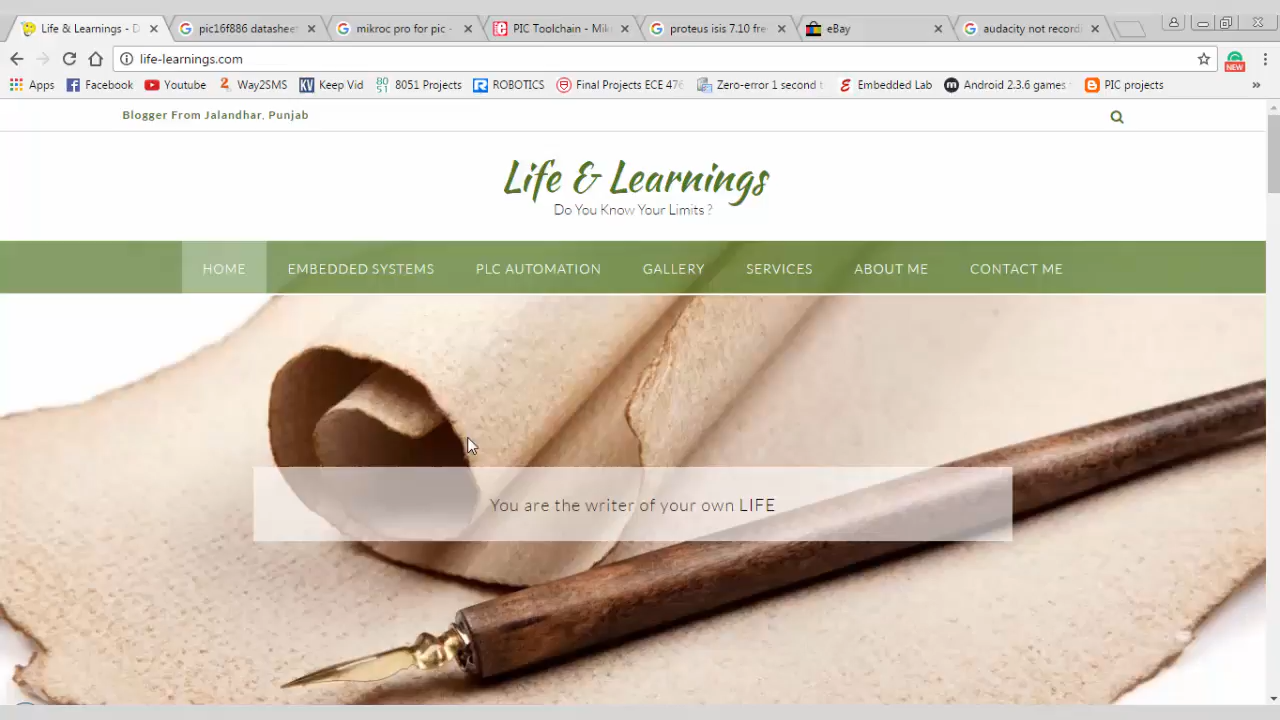 Life & Learnings - D
pic16f886 datashee
mikroc pro for pic -
PIC Toolchain - Mik
proteus isis 7.10 fre
eBay
audacity not record
life-learnings.com
NEW
Apps
Facebook
Youtube
Way2SMS
KV Keep Vid
8051 Projects
ROBOTICS
Final Projects ECE 476
Zero-error 1 second t
Embedded Lab
Android 2.3.6 games
PIC projects
»
Blogger From Jalandhar, Punjab
Life & Learnings
Do You Know Your Limits ?
HOME
EMBEDDED SYSTEMS
PLC AUTOMATION
GALLERY
SERVICES
ABOUT ME
CONTACT ME
You are the writer of your own LIFE